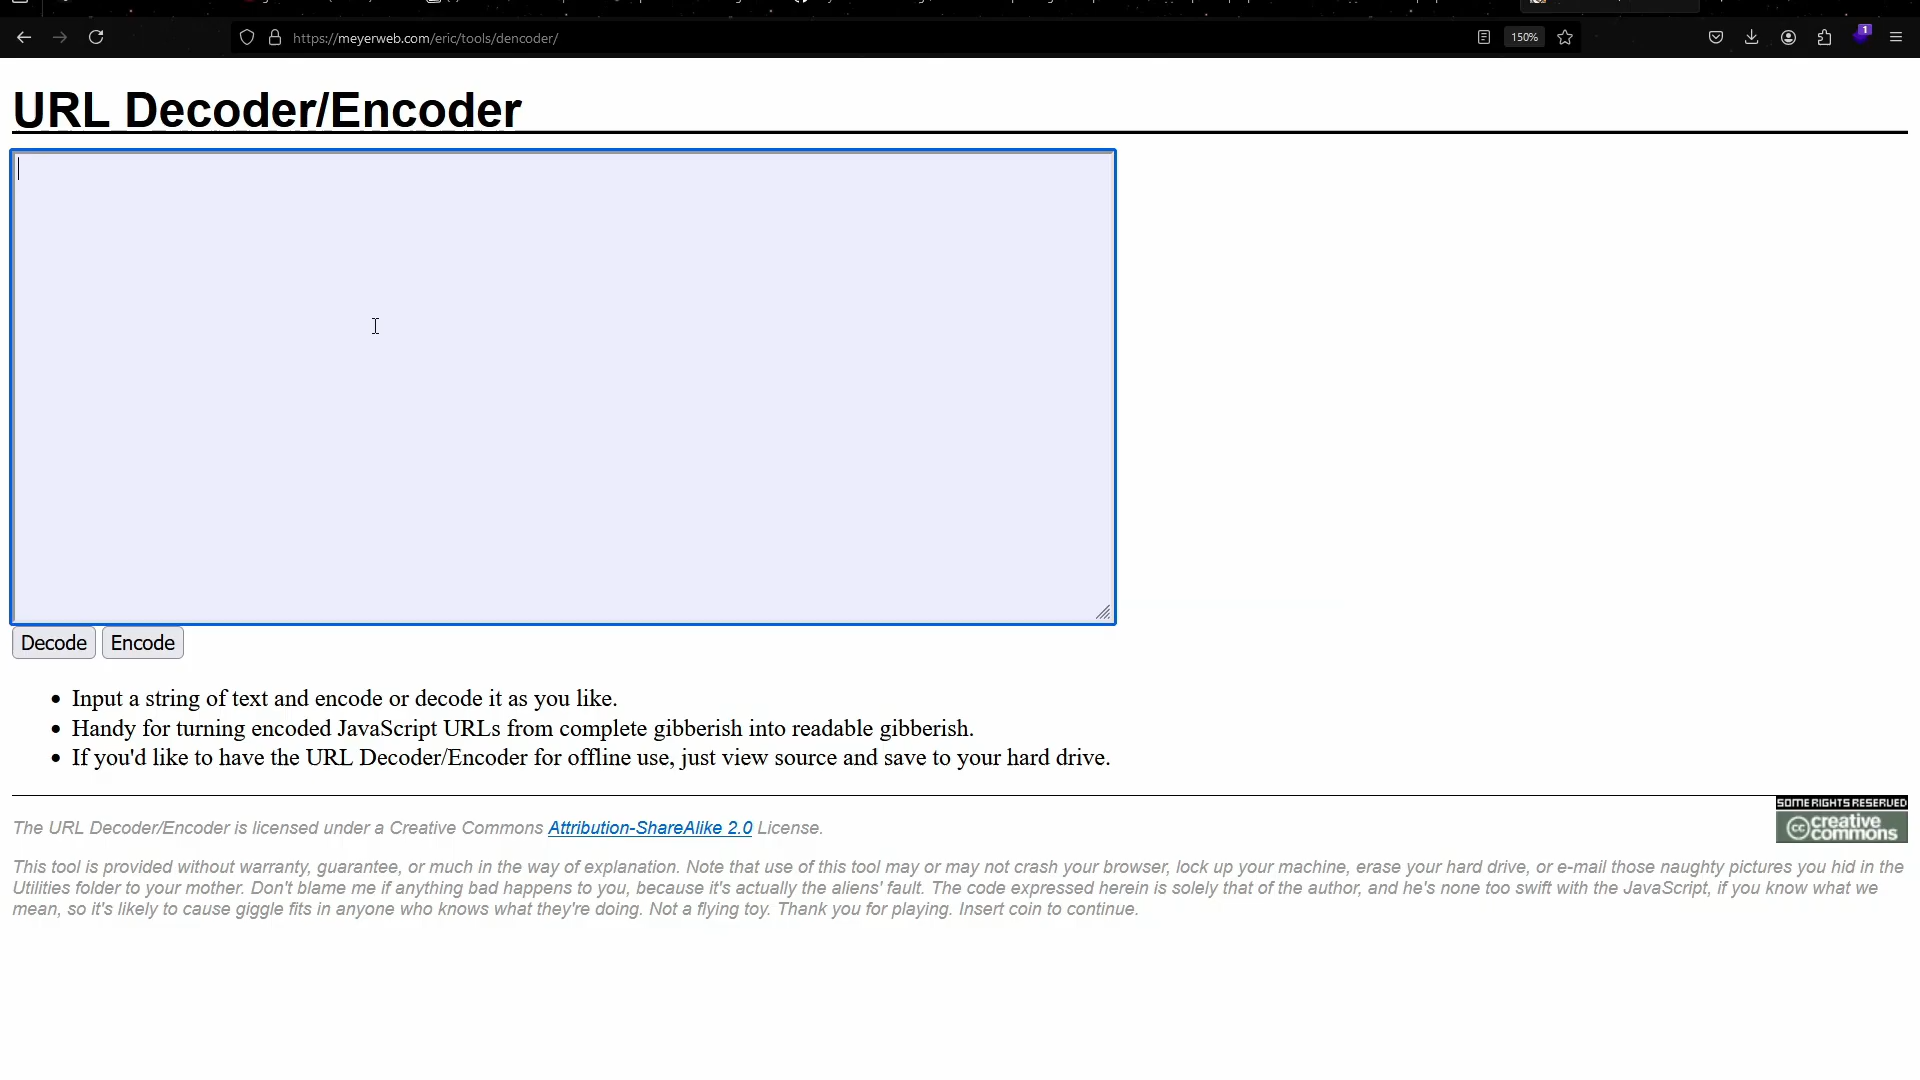 https://meyerweb.com/eric/tools/dencoder/
150%
1
URL Decoder/Encoder
Decode Encode
• Input a string of text and encode or decode it as you like.
• Handy for turning encoded JavaScript URLs from complete gibberish into readable gibberish.
• If you'd like to have the URL Decoder/Encoder for offline use, just view source and save to your hard drive.
SOME RIGHTS RESERVED
cc creative commons
The URL Decoder/Encoder is licensed under a Creative Commons Attribution-ShareAlike 2.0 License.
This tool is provided without warranty, guarantee, or much in the way of explanation. Note that use of this tool may or may not crash your browser, lock up your machine, erase your hard drive, or e-mail those naughty pictures you hid in the
Utilities folder to your mother. Don't blame me if anything bad happens to you, because it's actually the aliens' fault. The code expressed herein is solely that of the author, and he's none too swift with the JavaScript, if you know what we
mean, so it's likely to cause giggle fits in anyone who knows what they're doing. Not a flying toy. Thank you for playing. Insert coin to continue.